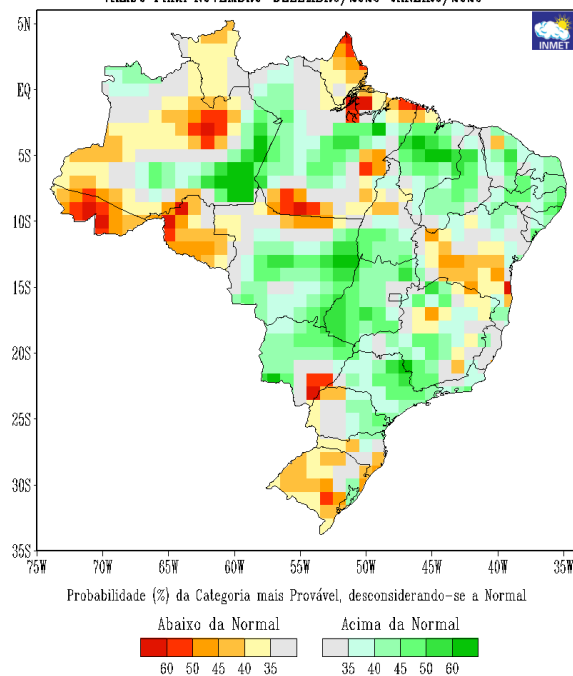 INMET
5N
EQ
5S
10S
15S
20S
25S
30S
35S
75W 70W 65W 60W 55W 50W 45W 40W 35W
Probabilidade (%) da Categoria mais Provável, desconsiderando-se a Normal
Abaixo da Normal Acima da Normal
60 50 45 40 35 35 40 45 50 60